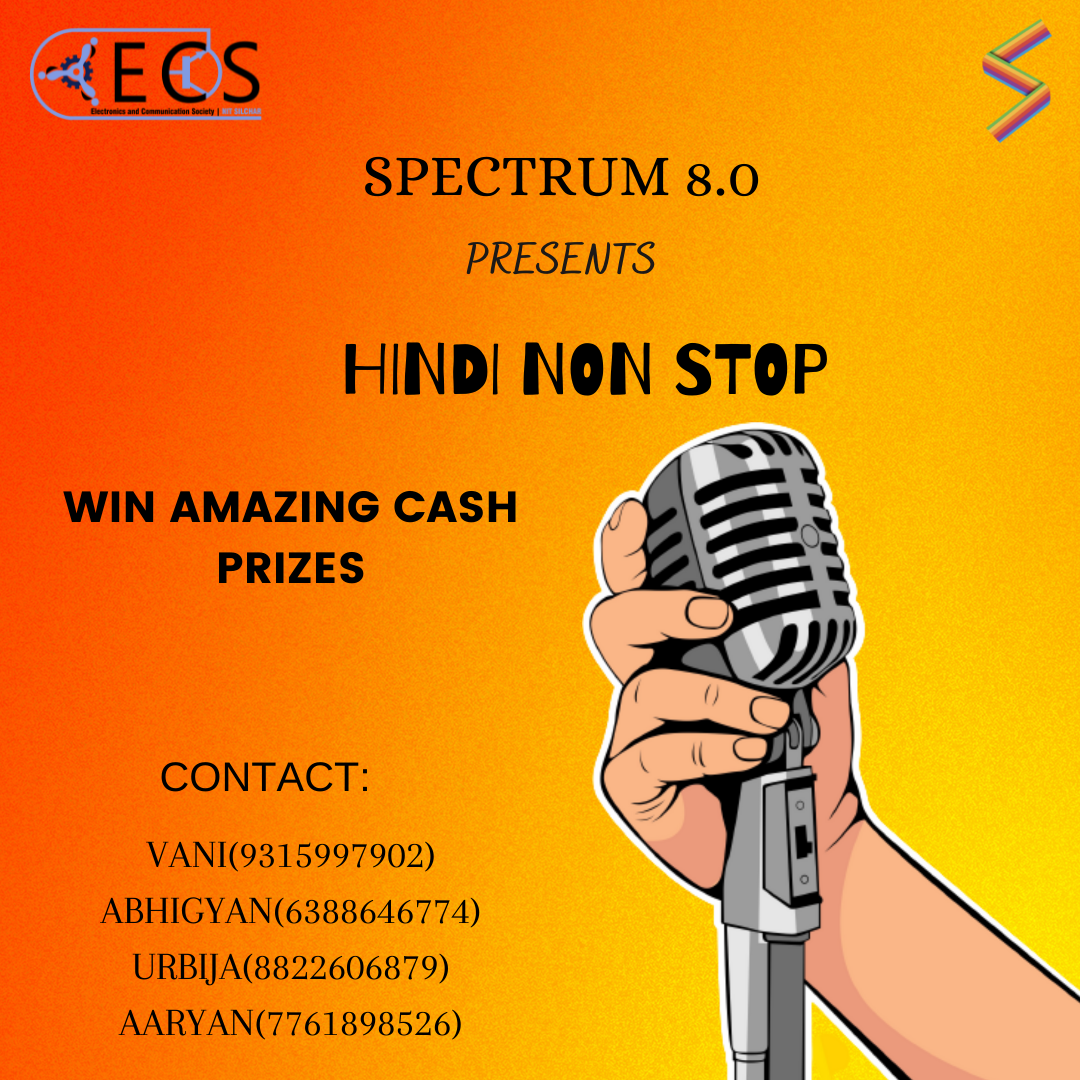 ECS
Electronics and Communication Society | NIT SILCHAR
SPECTRUM 8.0
PRESENTS
HINDI NON STOP
WIN AMAZING CASH
PRIZES
CONTACT:
VANI(9315997902)
ABHIGYAN(6388646774)
URBIJA(8822606879)
AARYAN(7761898526)